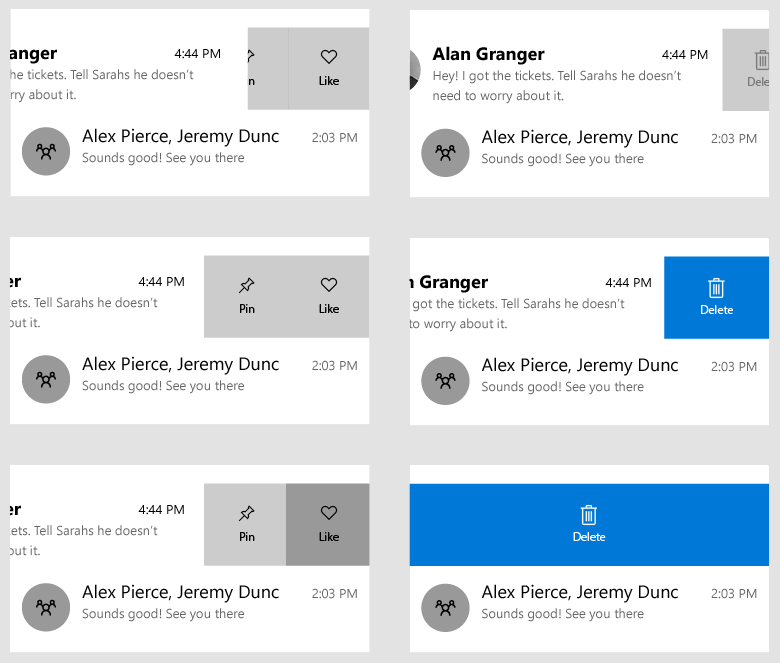 anger 4:44 PM
he tickets. Tell Sarahs he doesn't
rry about it.
n Like
Alex Pierce, Jeremy Dunc 2:03 PM
Sounds good! See you there
Alan Granger 4:44 PM
Hey! I got the tickets. Tell Sarahs he doesn't
need to worry about it.
Dele
Alex Pierce, Jeremy Dunc 2:03 PM
Sounds good! See you there
er 4:44 PM
ets. Tell Sarahs he doesn't
out it.
Pin Like
Alex Pierce, Jeremy Dunc 2:03 PM
Sounds good! See you there
n Granger 4:44 PM
got the tickets. Tell Sarahs he doesn't
to worry about it.
Delete
Alex Pierce, Jeremy Dunc 2:03 PM
Sounds good! See you there
er 4:44 PM
ets. Tell Sarahs he doesn't
out it.
Pin Like
Alex Pierce, Jeremy Dunc 2:03 PM
Sounds good! See you there
Delete
Alex Pierce, Jeremy Dunc 2:03 PM
Sounds good! See you there